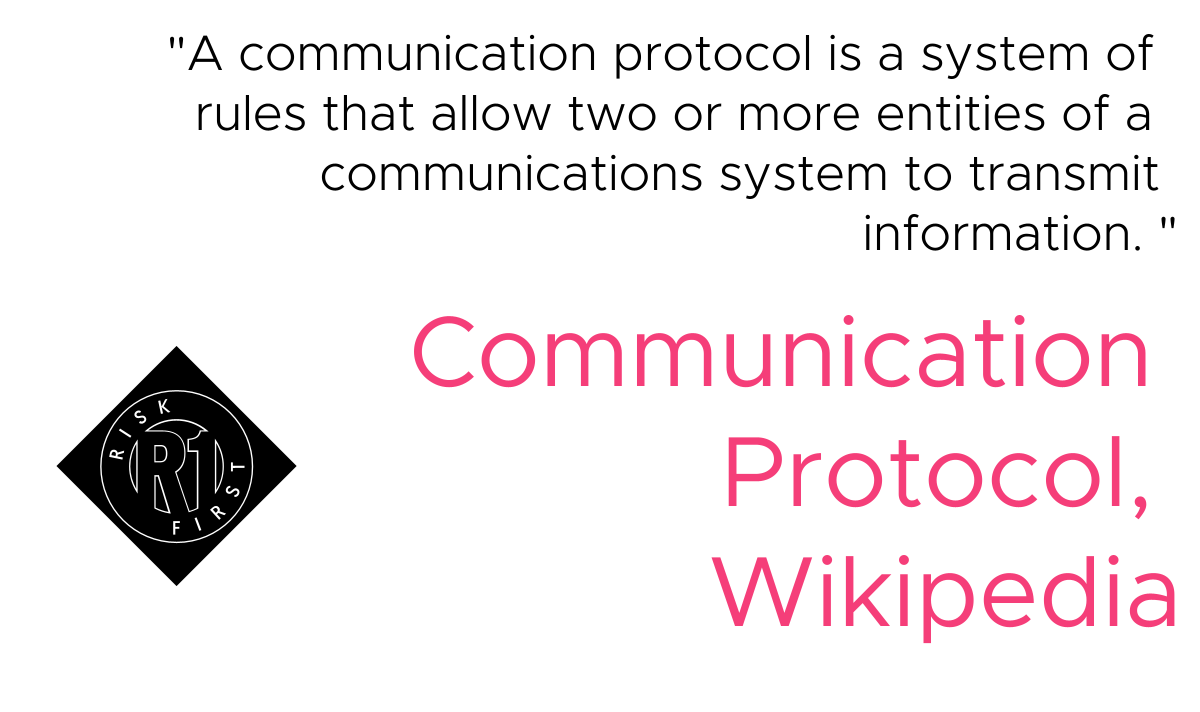 "A communication protocol is a system of
rules that allow two or more entities of a
communications system to transmit
information. "
Communication
Protocol,
Wikipedia
RISK
R1
FIRST